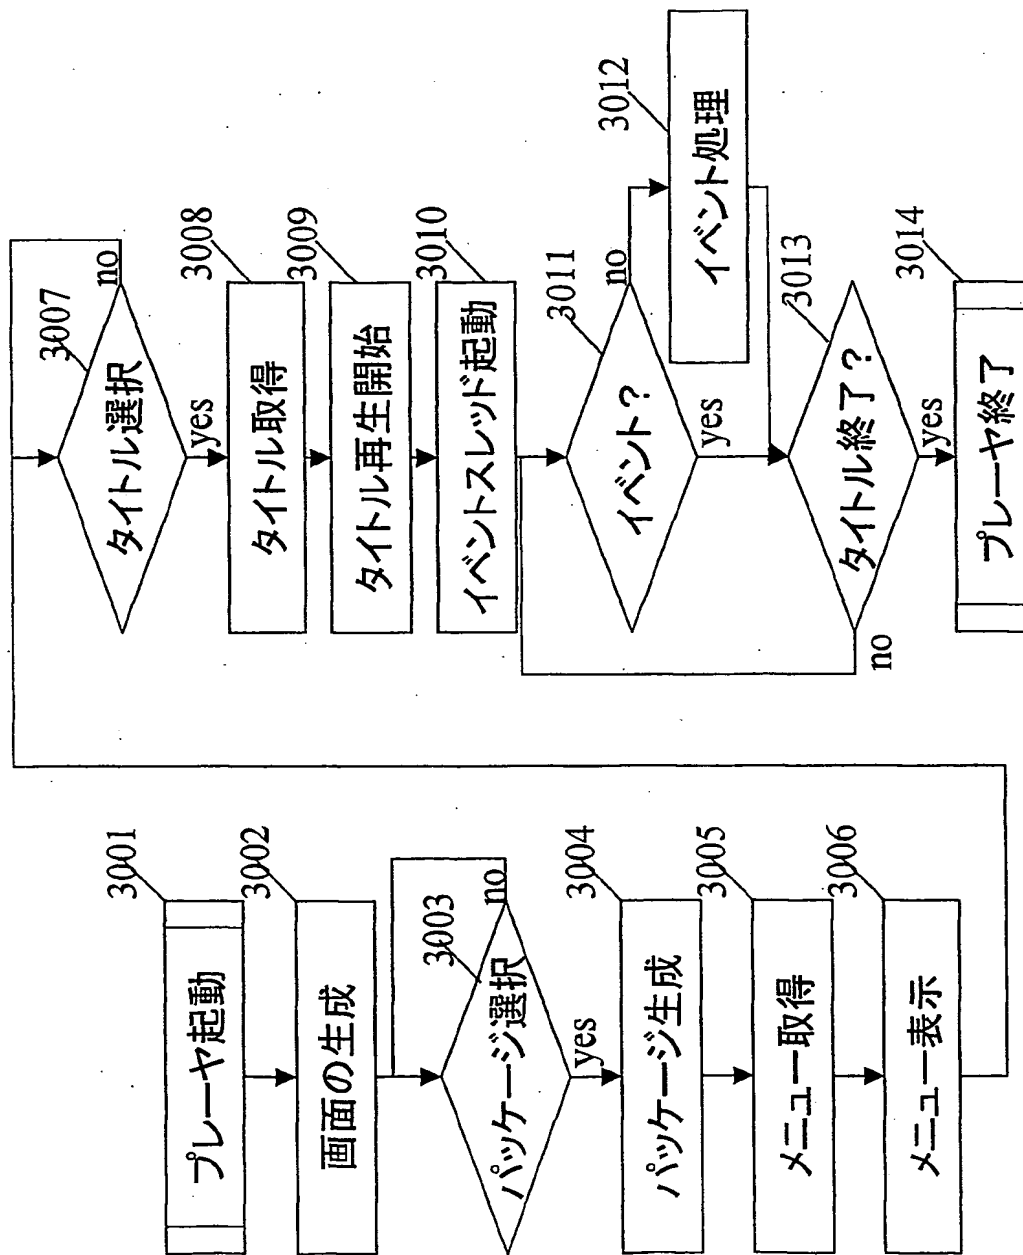 3001
プレーヤ起動
3002
画面の生成
3003
パッケージ選択
no
yes
3004
パッケージ生成
3005
メニュー取得
3006
メニュー表示
3007
タイトル選択
no
yes
3008
タイトル取得
3009
タイトル再生開始
3010
イベントスレッド起動
3011
イベント?
no
yes
3012
イベント処理
3013
タイトル終了?
no
yes
3014
プレーヤ終了